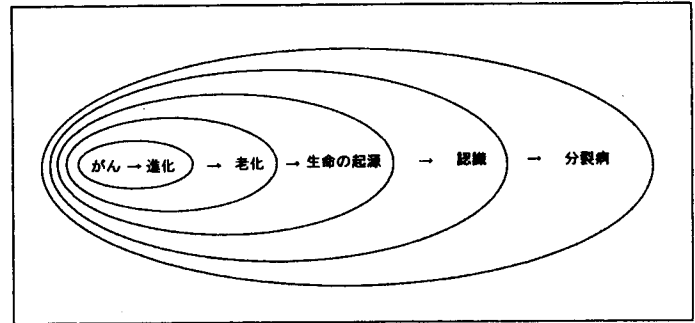 がん → 進化 → 老化 → 生命の起源 → 認識 → 分裂病